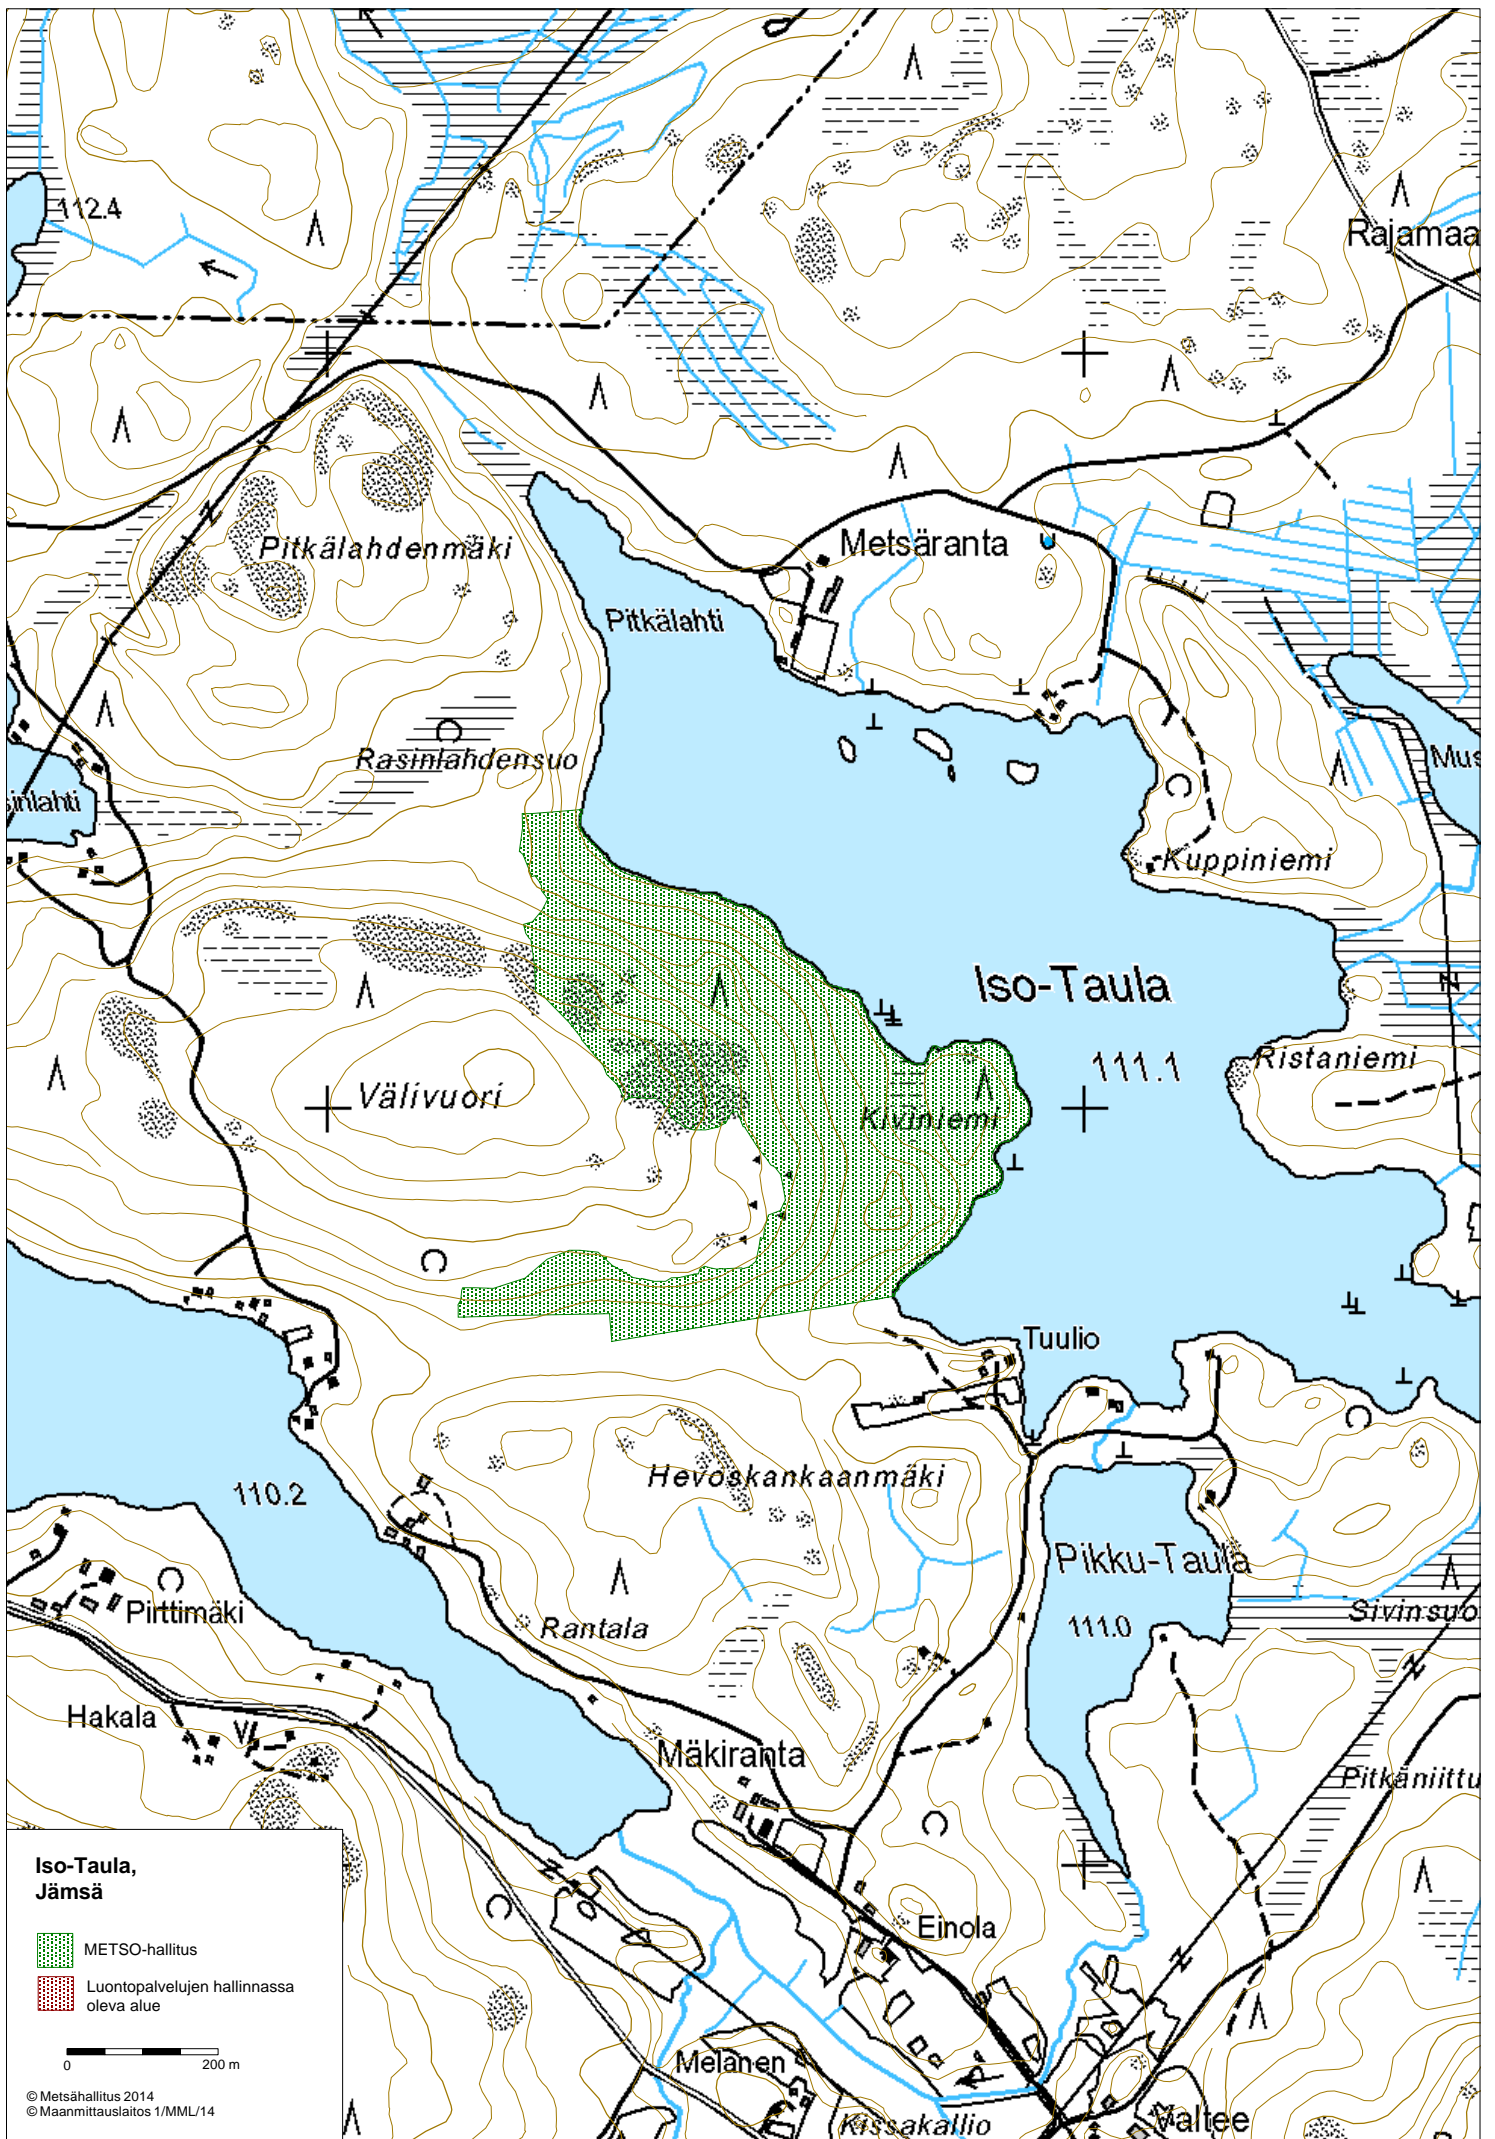 112.4
Rajamaa
Pitkälahdenmäki
Metsäranta
Pitkälahti
Rasinlahdensuo
Mus
sinlahti
Kuppiniemi
Iso-Taula
111.1
Ristaniemi
Välivuori
Kiviniemi
Tuulio
Hevoskankaanmäki
110.2
Pikku-Taula
111.0
Pirttimäki
Rantala
Sivinsuo
Hakala
Mäkiranta
Pitkäniittu
Einola
Melanen
Kissakallio
Valtee
Iso-Taula,
Jämsä
METSO-hallitus
Luontopalvelujen hallinnassa
oleva alue
0 200 m
© Metsähallitus 2014
© Maanmittauslaitos 1/MML/14